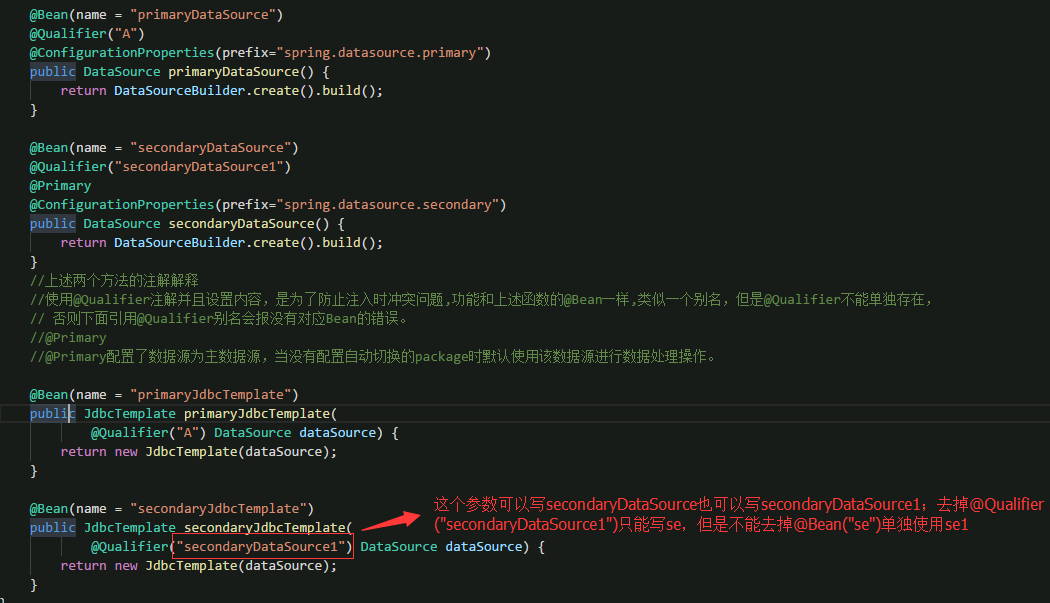 @Bean(name = "primaryDataSource")
@Qualifier("A")
@ConfigurationProperties(prefix="spring.datasource.primary")
public DataSource primaryDataSource() {
return DataSourceBuilder.create().build();
}
@Bean(name = "secondaryDataSource")
@Qualifier("secondaryDataSource1")
@Primary
@ConfigurationProperties(prefix="spring.datasource.secondary")
public DataSource secondaryDataSource() {
return DataSourceBuilder.create().build();
}
//上述两个方法的注解解释
//使用@Qualifier注解并且设置内容，是为了防止注入时冲突问题,功能和上述函数的@Bean一样,类似一个别名，但是@Qualifier不能单独存在，
// 否则下面引用@Qualifier别名会报没有对应Bean的错误。
//@Primary
//@Primary配置了数据源为主数据源，当没有配置自动切换的package时默认使用该数据源进行数据处理操作。
@Bean(name = "primaryJdbcTemplate")
public JdbcTemplate primaryJdbcTemplate(
@Qualifier("A") DataSource dataSource) {
return new JdbcTemplate(dataSource);
}
@Bean(name = "secondaryJdbcTemplate")
public JdbcTemplate secondaryJdbcTemplate(
@Qualifier("secondaryDataSource1") DataSource dataSource) {
return new JdbcTemplate(dataSource);
}
这个参数可以写secondaryDataSource也可以写secondaryDataSource1；去掉@Qualifier
("secondaryDataSource1")只能写se，但是不能去掉@Bean("se")单独使用se1